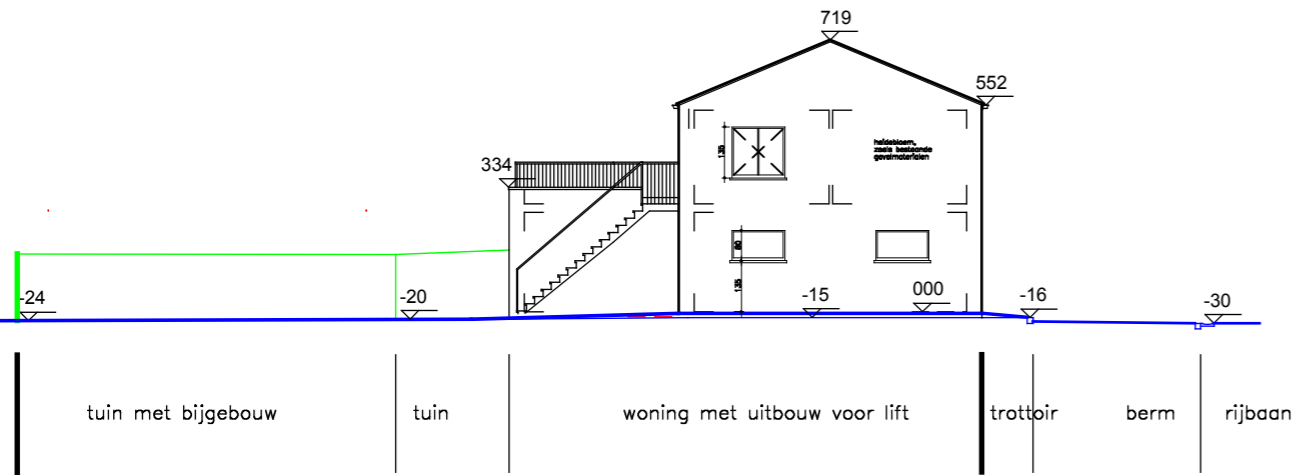 719
552
135
heidebloem,
zoals bestaande
gevelmaterialen
334
80
135
-24
-20
-15
000
-16
-30
tuin met bijgebouw
tuin
woning met uitbouw voor lift
trottoir
berm
rijbaan